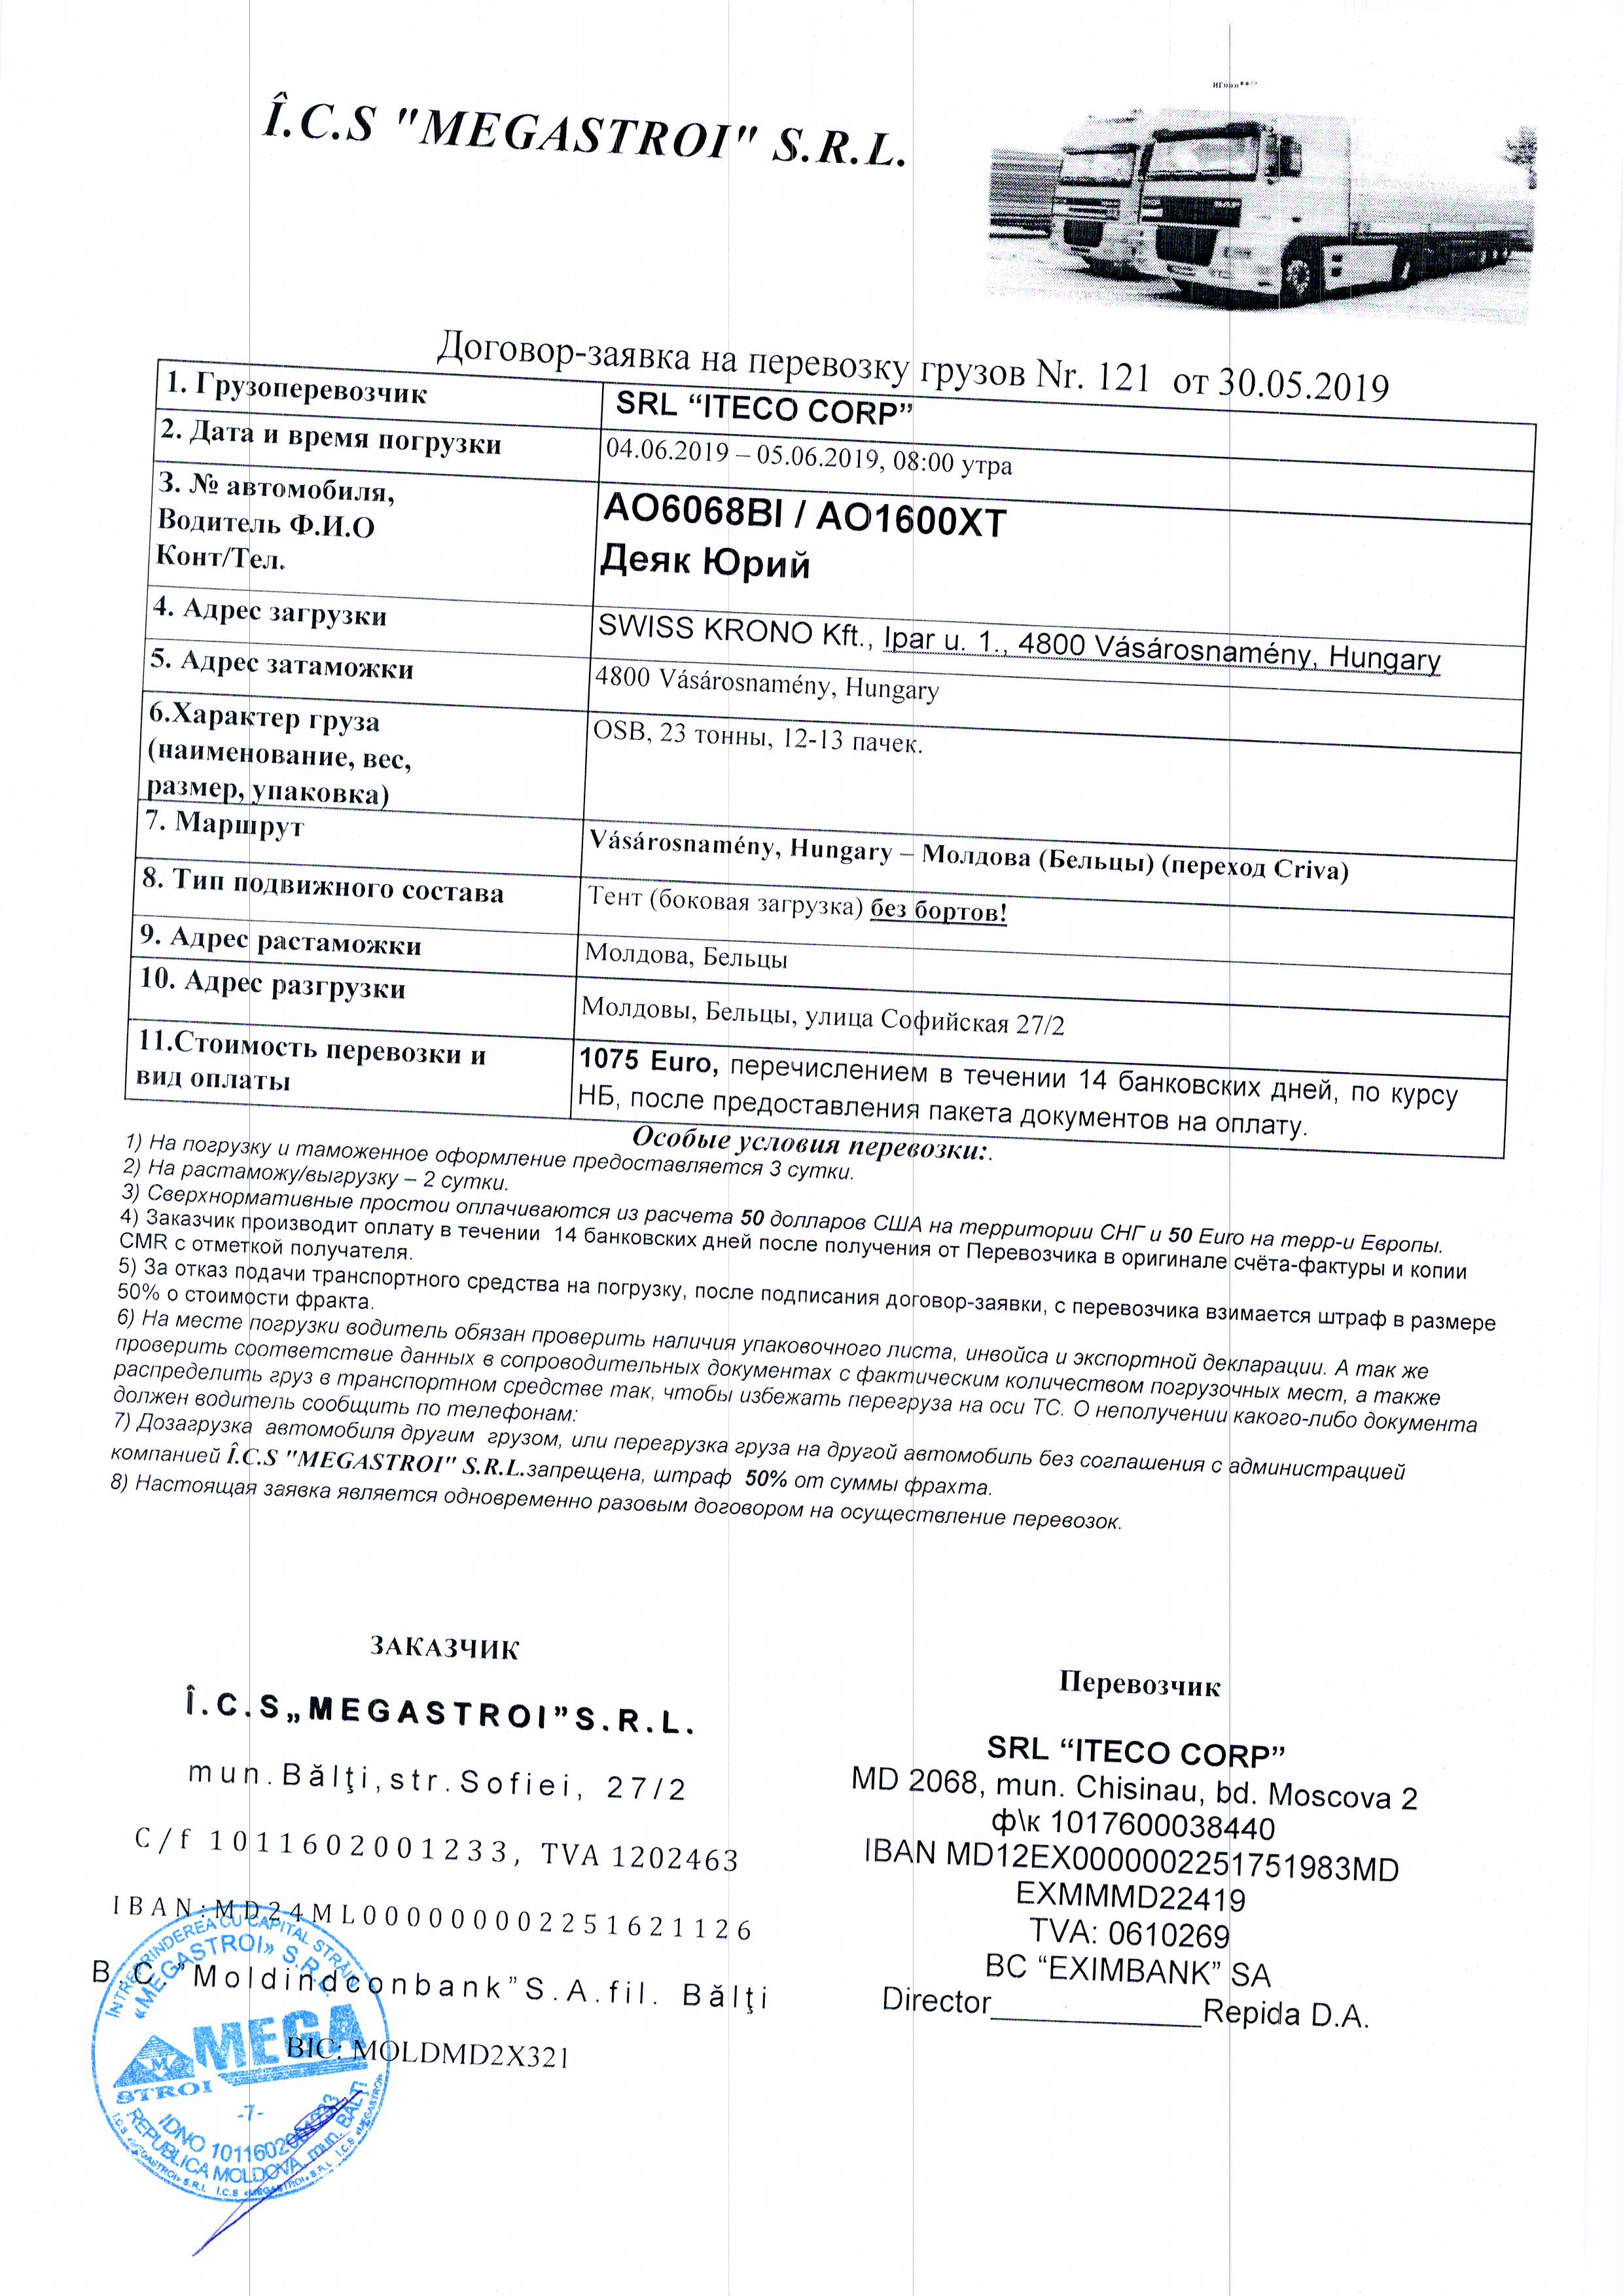 Î.C.S "MEGASTROI" S.R.L.
Договор-заявка на перевозку грузов Nr. 121 от 30.05.2019
1. Грузоперевозчик
SRL “ITECO CORP”
2. Дата и время погрузки
04.06.2019 – 05.06.2019, 08:00 утра
3. № автомобиля,
Водитель Ф.И.О
Конт/Тел.
AO6068BI / AO1600XT
Деяк Юрий
4. Адрес загрузки
SWISS KRONO Kft., Ipar u. 1., 4800 Vásárosnamény, Hungary
5. Адрес затаможки
4800 Vásárosnamény, Hungary
6.Характер груза
(наименование, вес,
размер, упаковка)
OSB, 23 тонны, 12-13 пачек.
7. Маршрут
Vásárosnamény, Hungary – Молдова (Бельцы) (переход Criva)
8. Тип подвижного состава
Тент (боковая загрузка) без бортов!
9. Адрес растаможки
Молдова, Бельцы
10. Адрес разгрузки
Молдовы, Бельцы, улица Софийская 27/2
11.Стоимость перевозки и
вид оплаты
1075 Euro, перечислением в течении 14 банковских дней, по курсу
НБ, после предоставления пакета документов на оплату.
Особые условия перевозки:.
1) На погрузку и таможенное оформление предоставляется 3 сутки.
2) На растаможу/выгрузку – 2 сутки.
3) Сверхнормативные простои оплачиваются из расчета 50 долларов США на территории СНГ и 50 Euro на терр-и Европы.
4) Заказчик производит оплату в течении 14 банковских дней после получения от Перевозчика в оригинале счёта-фактуры и копии
CMR с отметкой получателя.
5) За отказ подачи транспортного средства на погрузку, после подписания договор-заявки, с перевозчика взимается штраф в размере
50% о стоимости фракта.
6) На месте погрузки водитель обязан проверить наличия упаковочного листа, инвойса и экспортной декларации. А так же
проверить соответствие данных в сопроводительных документах с фактическим количеством погрузочных мест, а также
распределить груз в транспортном средстве так, чтобы избежать перегруза на оси ТС. О неполучении какого-либо документа
должен водитель сообщить по телефонам:
7) Дозагрузка автомобиля другим грузом, или перегрузка груза на другой автомобиль без соглашения с администрацией
компанией Î.C.S "MEGASTROI" S.R.L.запрещена, штраф 50% от суммы фрахта.
8) Настоящая заявка является одновременно разовым договором на осуществление перевозок.
ЗАКАЗЧИК
Î.C.S„MEGASTROI”S.R.L.
mun.Bălţi,str.Sofiei, 27/2
C/f 1011602001233, TVA 1202463
IBAN:MD24ML000000002251621126
B.C.”Moldindconbank”S.A.fil. Bălţi
BIC: MOLDMD2X321
Перевозчик
SRL “ITECO CORP”
MD 2068, mun. Chisinau, bd. Moscova 2
ф\к 1017600038440
IBAN MD12EX0000002251751983MD
EXMMMD22419
TVA: 0610269
BC “EXIMBANK” SA
Director_____________Repida D.A.
ÎNTREPRINDEREA CU CAPITAL STRĂIN
«MEGASTROI» S.R.L.
MEGA
STROI
-7-
IDNO 1011602001233
REPUBLICA MOLDOVA, mun. BĂLŢI